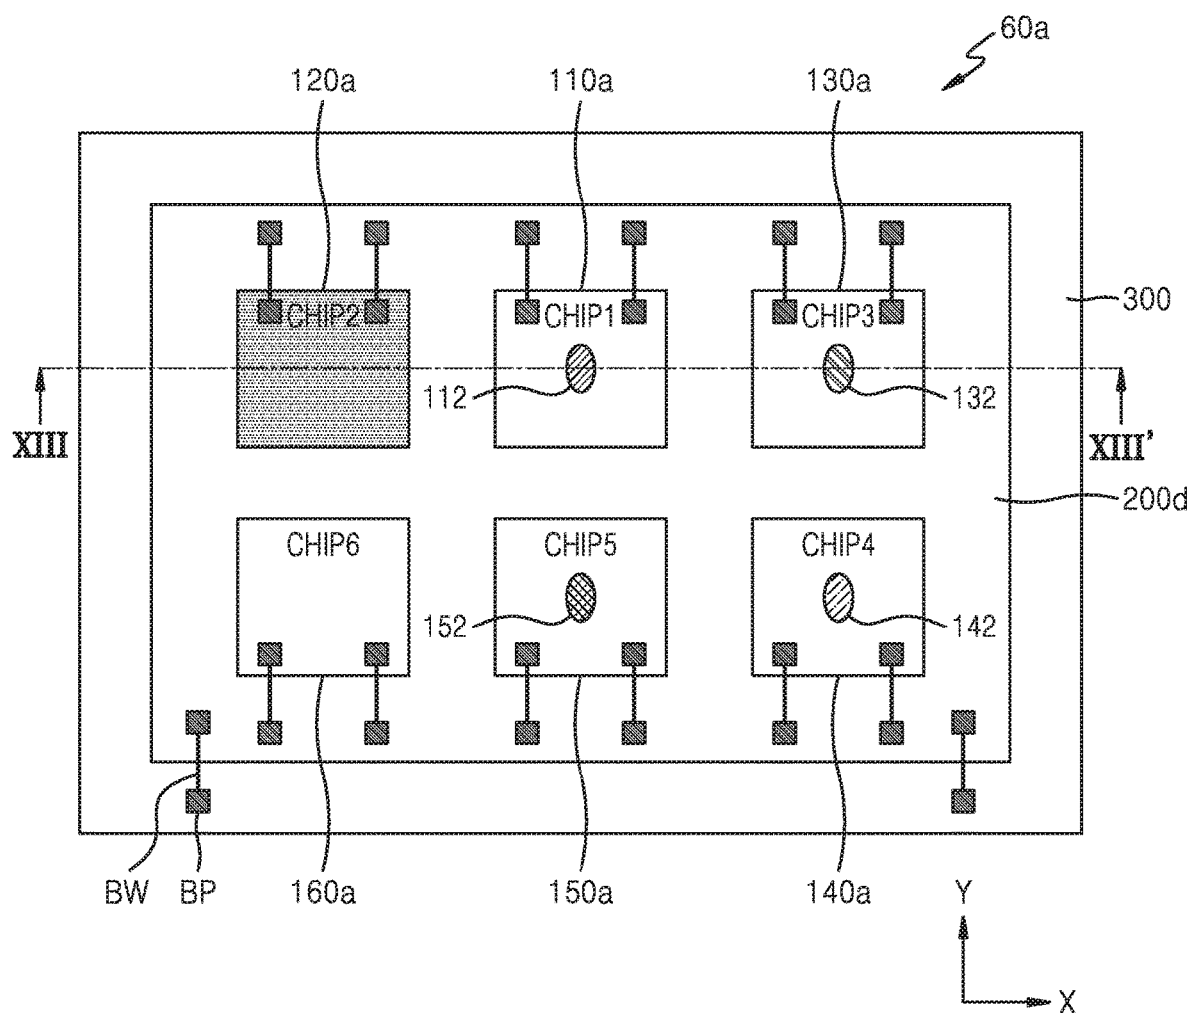 60a
120a 110a 130a
CHIP2 CHIP1 CHIP3
300
112 132
XIII XIII'
200d
CHIP6 CHIP5 CHIP4
152 142
BW BP 160a 150a 140a Y
X